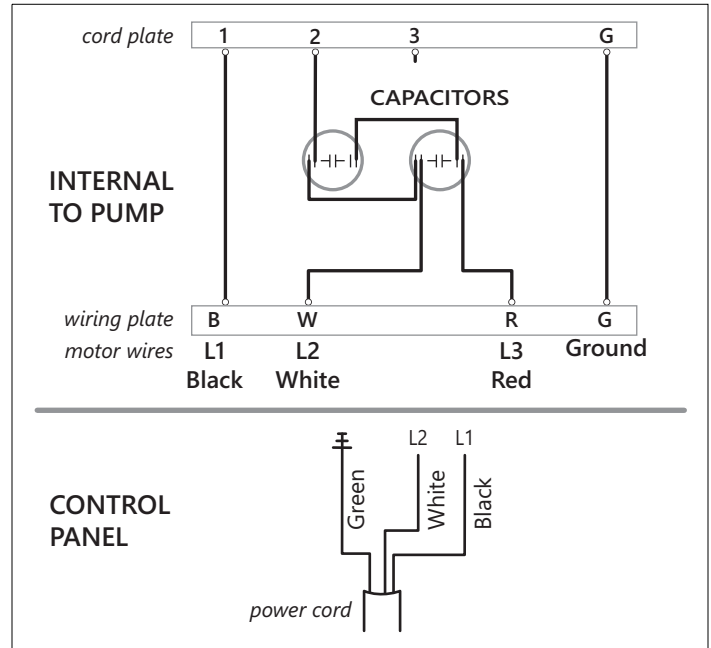 cord plate 1 2 3 G
CAPACITORS
INTERNAL
TO PUMP
wiring plate B W R G
motor wires L1 L2 L3 Ground
Black White Red
L2 L1
Green White Black
CONTROL
PANEL
power cord